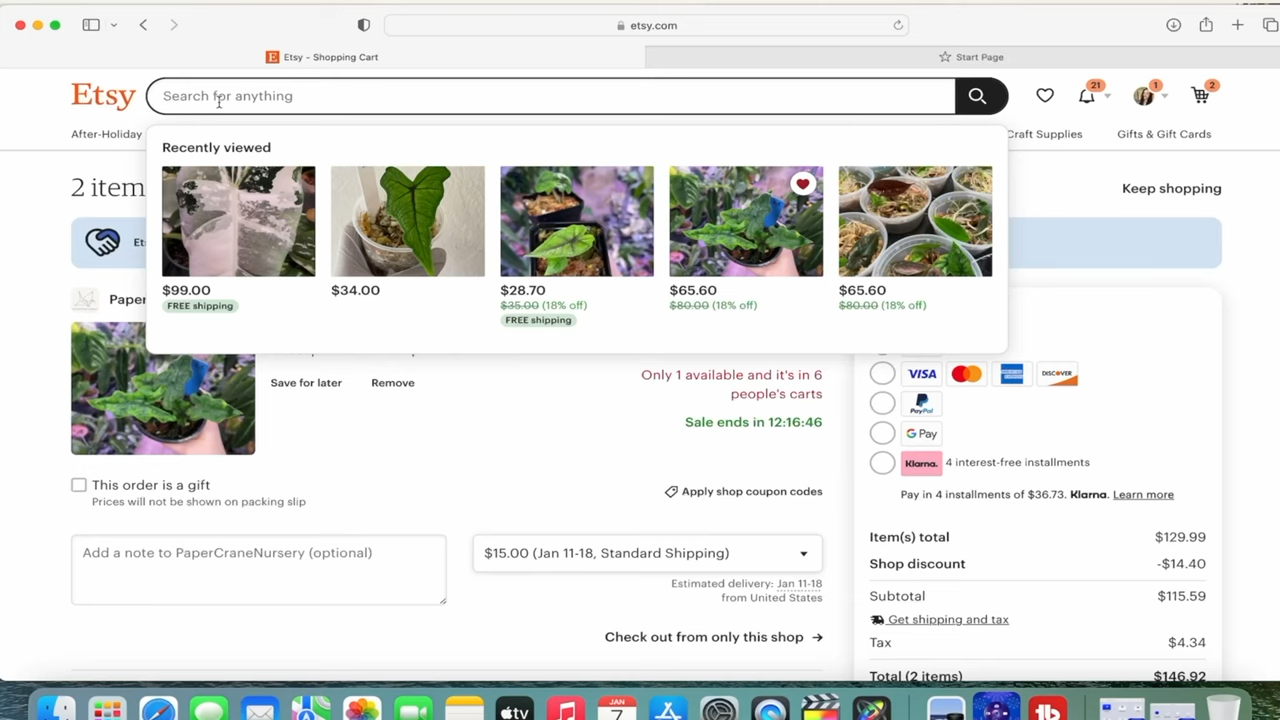 etsy.com
Etsy - Shopping Cart
Start Page
Etsy
Search for anything
21
1
2
After-Holiday
Craft Supplies
Gifts & Gift Cards
Recently viewed
$99.00
FREE shipping
$34.00
$28.70
$35.00 (18% off)
FREE shipping
$65.60
$80.00 (18% off)
$65.60
$80.00 (18% off)
2 item
Keep shopping
Et
Paper
Save for later
Remove
Only 1 available and it's in 6
people's carts
Sale ends in 12:16:46
VISA
AMERICAN EXPRESS
DISCOVER
PayPal
G Pay
Klarna.
4 interest-free installments
Pay in 4 installments of $36.73. Klarna. Learn more
This order is a gift
Prices will not be shown on packing slip
Apply shop coupon codes
Add a note to PaperCraneNursery (optional)
$15.00 (Jan 11-18, Standard Shipping)
Estimated delivery: Jan 11-18
from United States
Check out from only this shop
Item(s) total
$129.99
Shop discount
-$14.40
Subtotal
$115.59
Get shipping and tax
Tax
$4.34
Total (2 items)
$146.92
tv
JAN
7